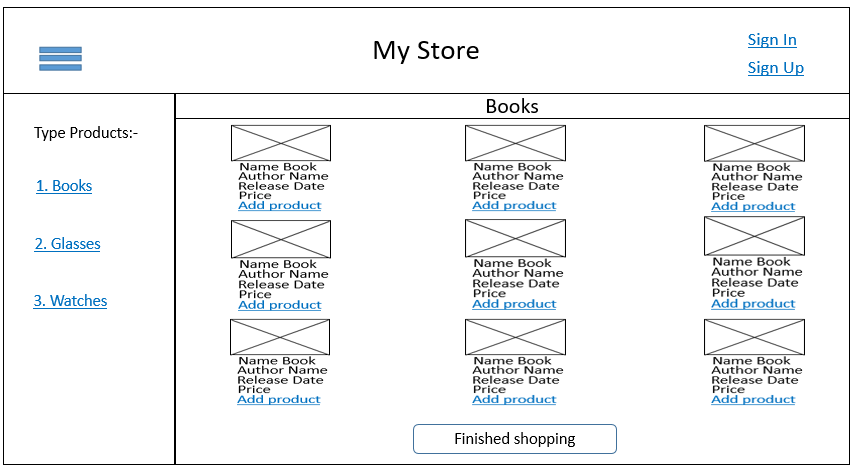 My Store
Sign In
Sign Up
Type Products:-
1. Books
2. Glasses
3. Watches
Books
Name Book
Author Name
Release Date
Price
Add product
Name Book
Author Name
Release Date
Price
Add product
Name Book
Author Name
Release Date
Price
Add product
Name Book
Author Name
Release Date
Price
Add product
Name Book
Author Name
Release Date
Price
Add product
Name Book
Author Name
Release Date
Price
Add product
Name Book
Author Name
Release Date
Price
Add product
Name Book
Author Name
Release Date
Price
Add product
Name Book
Author Name
Release Date
Price
Add product
Finished shopping